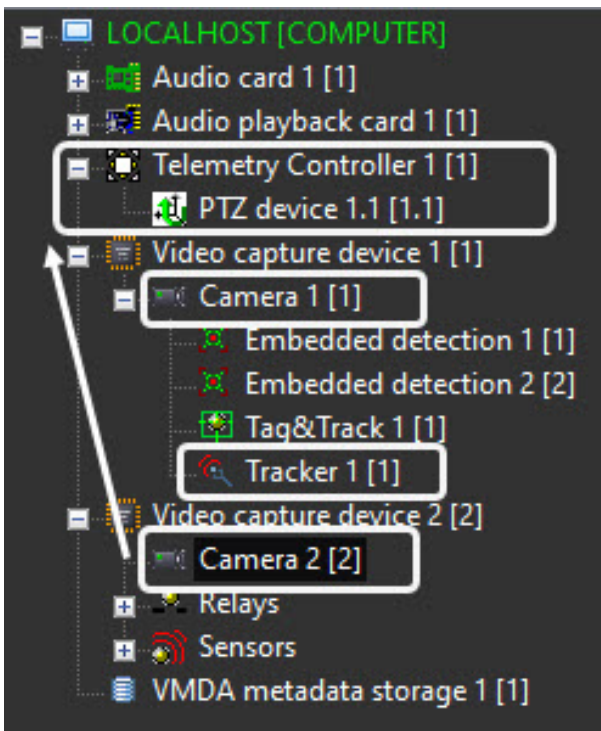 LOCALHOST [COMPUTER]
Audio card 1 [1]
Audio playback card 1 [1]
Telemetry Controller 1 [1]
PTZ device 1.1 [1.1]
Video capture device 1 [1]
Camera 1 [1]
Embedded detection 1 [1]
Embedded detection 2 [2]
Tag&Track 1 [1]
Tracker 1 [1]
Video capture device 2 [2]
Camera 2 [2]
Relays
Sensors
VMDA metadata storage 1 [1]